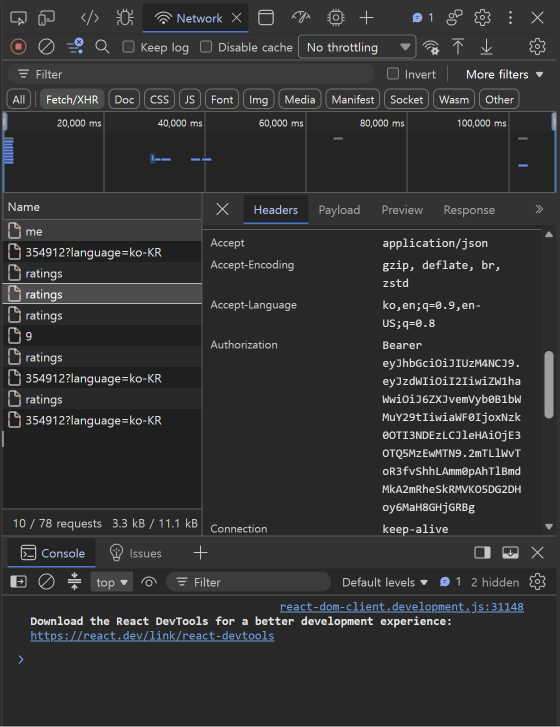 Network
1
Keep log
Disable cache
No throttling
Filter
Invert
More filters
All
Fetch/XHR
Doc
CSS
JS
Font
Img
Media
Manifest
Socket
Wasm
Other
20,000 ms
40,000 ms
60,000 ms
80,000 ms
100,000 ms
Name
me
354912?language=ko-KR
ratings
ratings
ratings
9
ratings
354912?language=ko-KR
ratings
354912?language=ko-KR
10 / 78 requests
3.3 kB / 11.1 kB
Headers
Payload
Preview
Response
Accept
application/json
Accept-Encoding
gzip, deflate, br,
zstd
Accept-Language
ko,en;q=0.9,en-
US;q=0.8
Authorization
Bearer
eyJhbGciOiJIUzM4NCJ9.
eyJzdWIiOiI2IiwiZW1ha
WwiOiJ6ZXJvemVyb0B1bW
MuY29tIiwiaWF0IjoxNzk
0OTI3NDEzLCJleHAiOjE3
OTQ5MzEwMTN9.2mTLlWvT
oR3fvShhLAmm0pAhTlBmd
MkA2mRheSkRMVKO5DG2DH
oy6MaH8GHjGRBg
Connection
keep-alive
Console
Issues
top
Filter
Default levels
1
2 hidden
react-dom-client.development.js:31148
Download the React DevTools for a better development experience:
https://react.dev/link/react-devtools